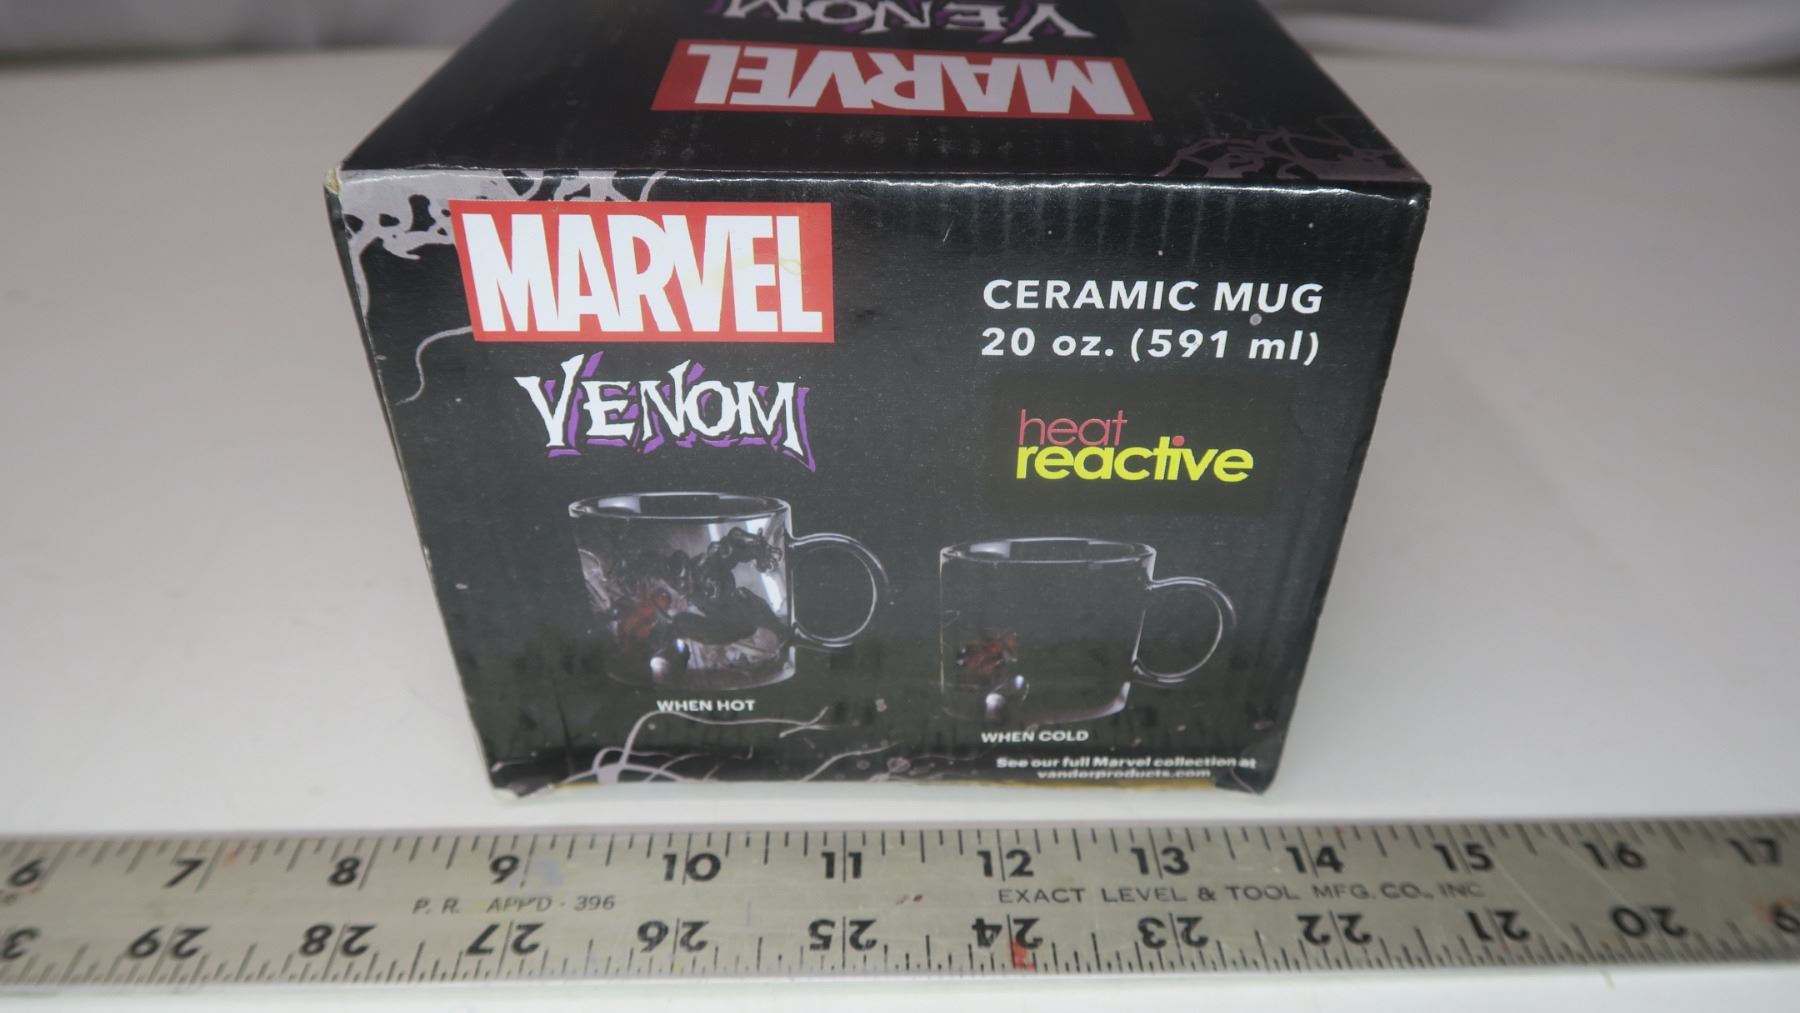 VENOM
MARVEL
MARVEL
VENOM
CERAMIC MUG
20 oz. (591 ml)
heat
reactive
WHEN HOT
WHEN COLD
See our full Marvel collection at
vandorproducts.com
6 7 8 9 10 11 12 13 14 15 16 17
P. R. APP'D - 396
EXACT LEVEL & TOOL MFG. CO., INC
29 28 27 26 25 24 23 22 21 20